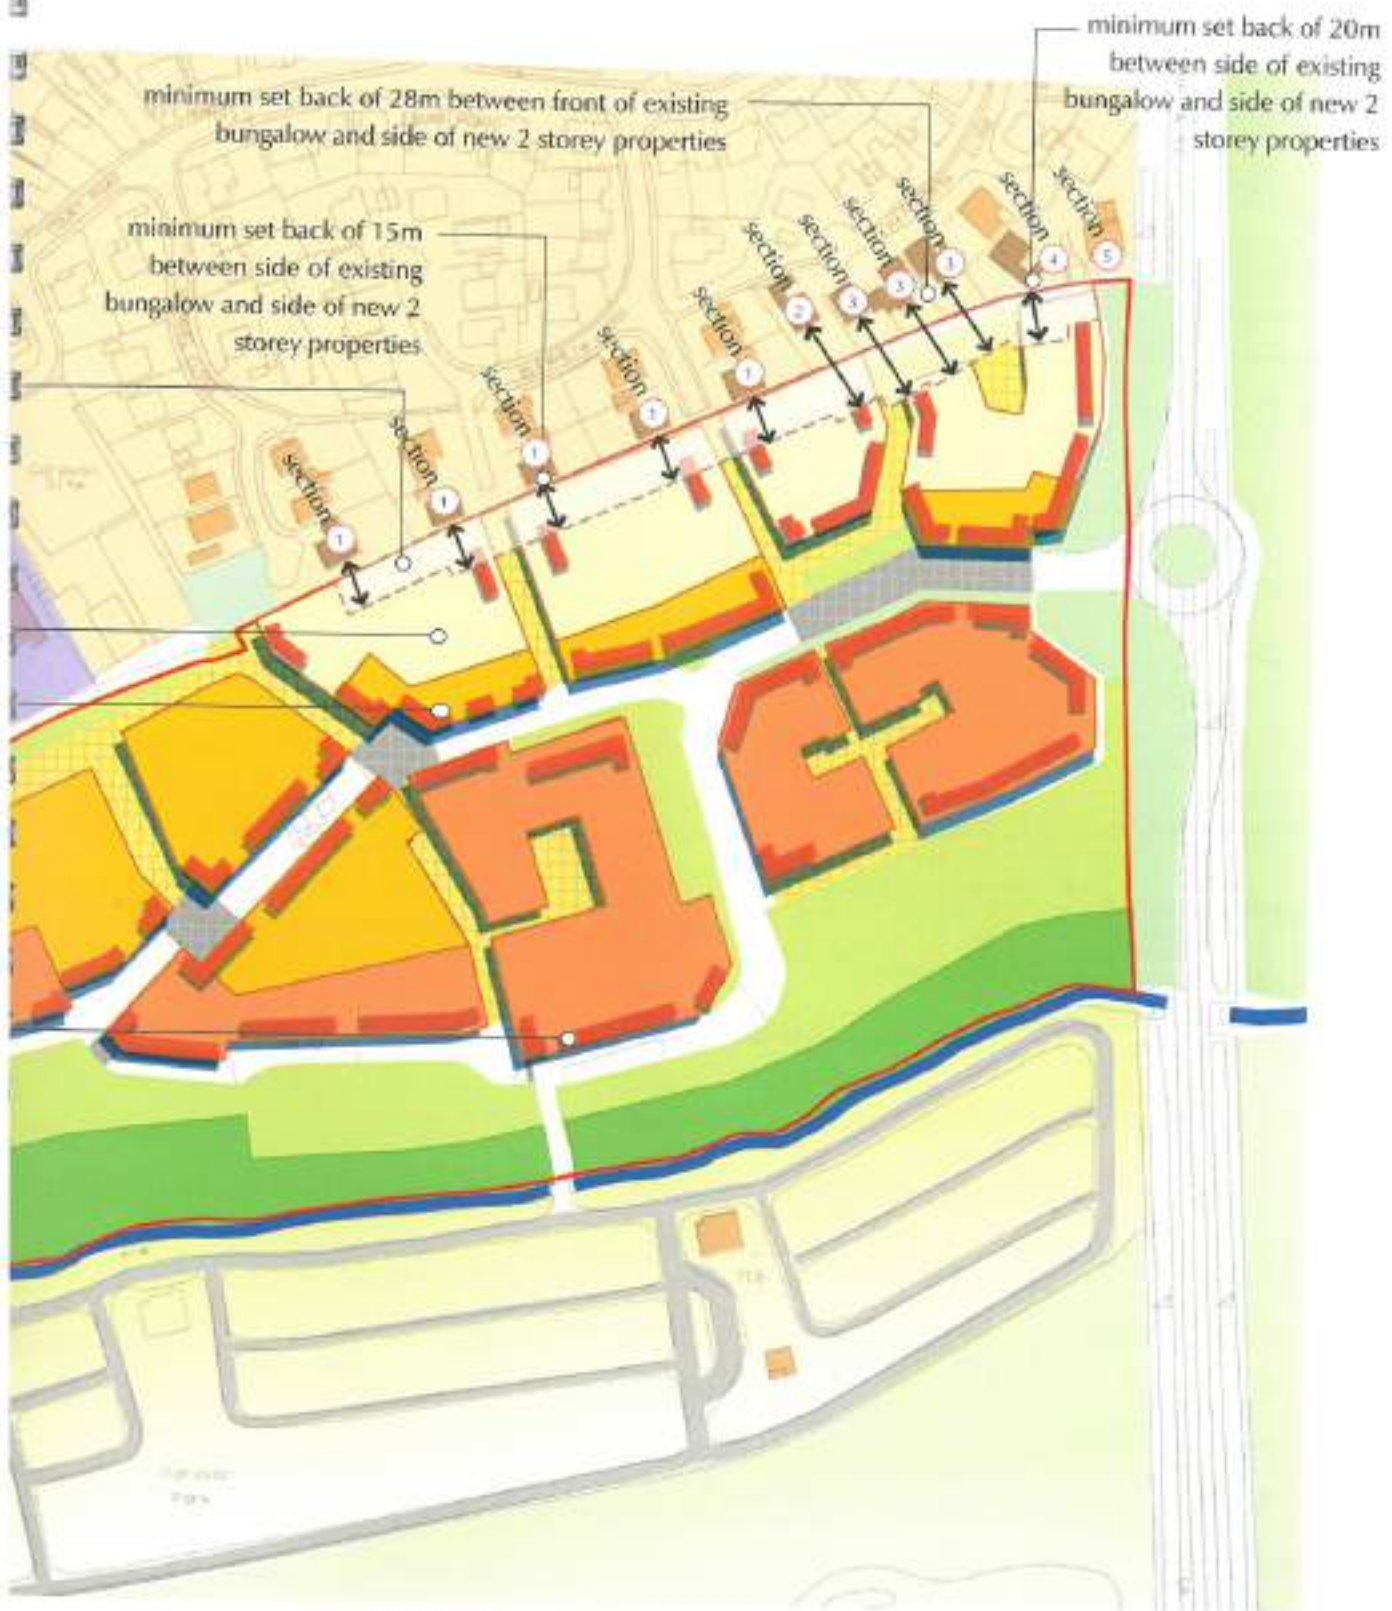 minimum set back of 20m
between side of existing
bungalow and side of new 2
storey properties
minimum set back of 28m between front of existing
bungalow and side of new 2 storey properties
minimum set back of 15m
between side of existing
bungalow and side of new 2
storey properties
section
1
section
1
section
1
section
section
1
section
2
section
3
section
3
section
3
section
4
section
5